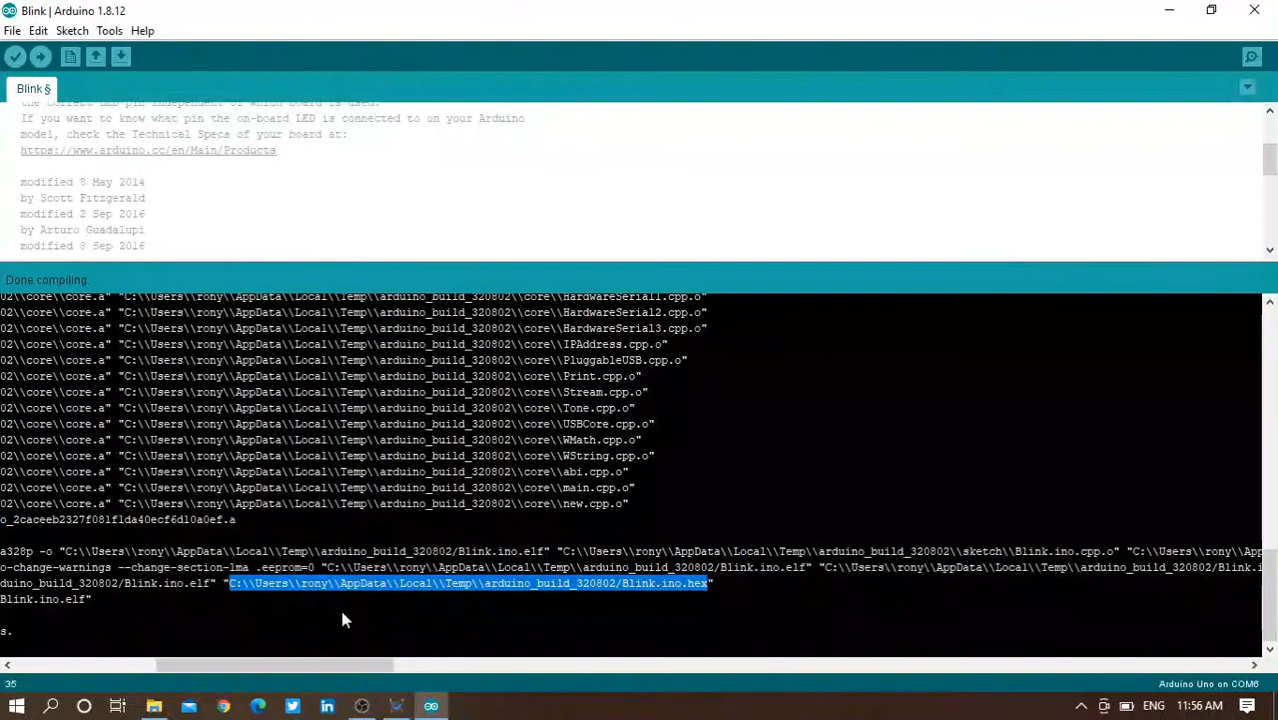 Blink | Arduino 1.8.12
File Edit Sketch Tools Help
Blink §
the correct LED pin independent of which board is used.
If you want to know what pin the on-board LED is connected to on your Arduino
model, check the Technical Specs of your board at:
https://www.arduino.cc/en/Main/Products
modified 8 May 2014
by Scott Fitzgerald
modified 2 Sep 2016
by Arturo Guadalupi
modified 8 Sep 2016
Done compiling.
02\\core\\core.a" "C:\\Users\\rony\\AppData\\Local\\Temp\\arduino_build_320802\\core\\HardwareSerial1.cpp.o"
02\\core\\core.a" "C:\\Users\\rony\\AppData\\Local\\Temp\\arduino_build_320802\\core\\HardwareSerial2.cpp.o"
02\\core\\core.a" "C:\\Users\\rony\\AppData\\Local\\Temp\\arduino_build_320802\\core\\HardwareSerial3.cpp.o"
02\\core\\core.a" "C:\\Users\\rony\\AppData\\Local\\Temp\\arduino_build_320802\\core\\IPAddress.cpp.o"
02\\core\\core.a" "C:\\Users\\rony\\AppData\\Local\\Temp\\arduino_build_320802\\core\\PluggableUSB.cpp.o"
02\\core\\core.a" "C:\\Users\\rony\\AppData\\Local\\Temp\\arduino_build_320802\\core\\Print.cpp.o"
02\\core\\core.a" "C:\\Users\\rony\\AppData\\Local\\Temp\\arduino_build_320802\\core\\Stream.cpp.o"
02\\core\\core.a" "C:\\Users\\rony\\AppData\\Local\\Temp\\arduino_build_320802\\core\\Tone.cpp.o"
02\\core\\core.a" "C:\\Users\\rony\\AppData\\Local\\Temp\\arduino_build_320802\\core\\USBCore.cpp.o"
02\\core\\core.a" "C:\\Users\\rony\\AppData\\Local\\Temp\\arduino_build_320802\\core\\WMath.cpp.o"
02\\core\\core.a" "C:\\Users\\rony\\AppData\\Local\\Temp\\arduino_build_320802\\core\\WString.cpp.o"
02\\core\\core.a" "C:\\Users\\rony\\AppData\\Local\\Temp\\arduino_build_320802\\core\\abi.cpp.o"
02\\core\\core.a" "C:\\Users\\rony\\AppData\\Local\\Temp\\arduino_build_320802\\core\\main.cpp.o"
02\\core\\core.a" "C:\\Users\\rony\\AppData\\Local\\Temp\\arduino_build_320802\\core\\new.cpp.o"
o_2caceeb2327f081f1da40ecf6d10a0ef.a
a328p -o "C:\\Users\\rony\\AppData\\Local\\Temp\\arduino_build_320802/Blink.ino.elf" "C:\\Users\\rony\\AppData\\Local\\Temp\\arduino_build_320802\\sketch\\Blink.ino.cpp.o" "C:\\Users\\rony\\App
o-change-warnings --change-section-lma .eeprom=0 "C:\\Users\\rony\\AppData\\Local\\Temp\\arduino_build_320802/Blink.ino.elf" "C:\\Users\\rony\\AppData\\Local\\Temp\\arduino_build_320802/Blink.i
duino_build_320802/Blink.ino.elf" "C:\\Users\\rony\\AppData\\Local\\Temp\\arduino_build_320802/Blink.ino.hex"
Blink.ino.elf"
s.
35 Arduino Uno on COM6
11:56 AM